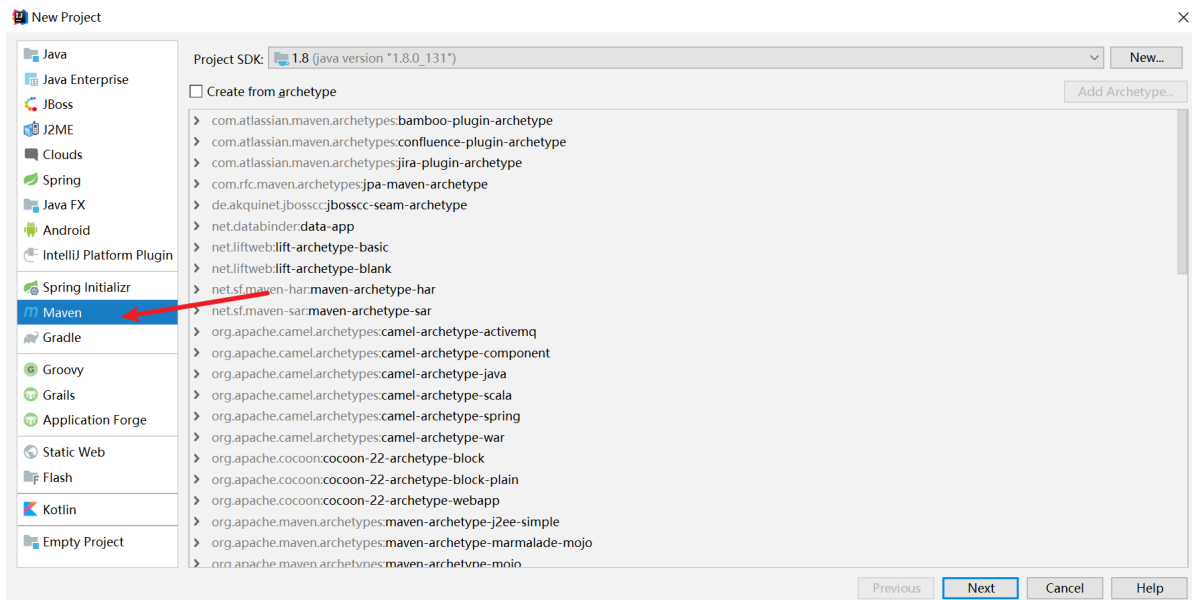 New Project
Java
Java Enterprise
JBoss
J2ME
Clouds
Spring
Java FX
Android
IntelliJ Platform Plugin
Spring Initializr
Maven
Gradle
Groovy
Grails
Application Forge
Static Web
Flash
Kotlin
Empty Project
Project SDK: 1.8 (java version "1.8.0_131") New...
Create from archetype Add Archetype...
com.atlassian.maven.archetypes:bamboo-plugin-archetype
com.atlassian.maven.archetypes:confluence-plugin-archetype
com.atlassian.maven.archetypes:jira-plugin-archetype
com.rfc.maven.archetypes:jpa-maven-archetype
de.akquinet.jbosscc:jbosscc-seam-archetype
net.databinder:data-app
net.liftweb:lift-archetype-basic
net.liftweb:lift-archetype-blank
net.sf.maven-har:maven-archetype-har
net.sf.maven-sar:maven-archetype-sar
org.apache.camel.archetypes:camel-archetype-activemq
org.apache.camel.archetypes:camel-archetype-component
org.apache.camel.archetypes:camel-archetype-java
org.apache.camel.archetypes:camel-archetype-scala
org.apache.camel.archetypes:camel-archetype-spring
org.apache.camel.archetypes:camel-archetype-war
org.apache.cocoon:cocoon-22-archetype-block
org.apache.cocoon:cocoon-22-archetype-block-plain
org.apache.cocoon:cocoon-22-archetype-webapp
org.apache.maven.archetypes:maven-archetype-j2ee-simple
org.apache.maven.archetypes:maven-archetype-marmalade-mojo
org.apache.maven.archetypes:maven-archetype-mojo
Previous Next Cancel Help